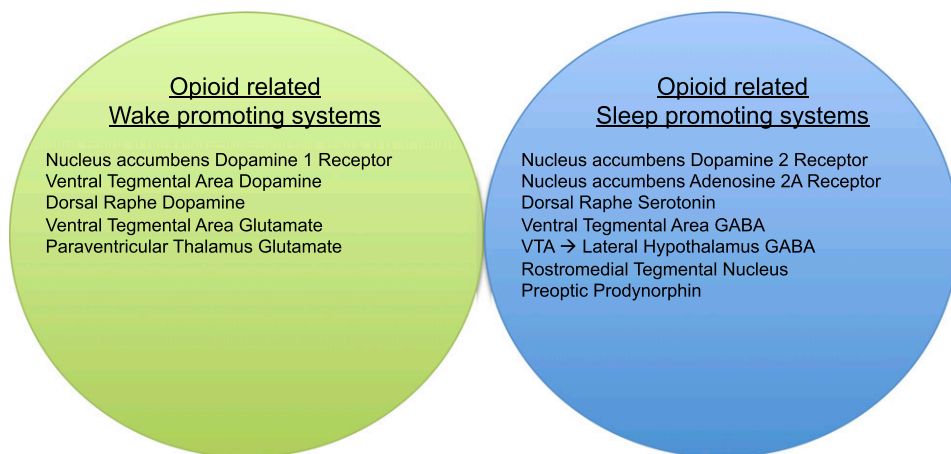 Opioid related
Wake promoting systems
Nucleus accumbens Dopamine 1 Receptor
Ventral Tegmental Area Dopamine
Dorsal Raphe Dopamine
Ventral Tegmental Area Glutamate
Paraventricular Thalamus Glutamate
Opioid related
Sleep promoting systems
Nucleus accumbens Dopamine 2 Receptor
Nucleus accumbens Adenosine 2A Receptor
Dorsal Raphe Serotonin
Ventral Tegmental Area GABA
VTA → Lateral Hypothalamus GABA
Rostromedial Tegmental Nucleus
Preoptic Prodynorphin